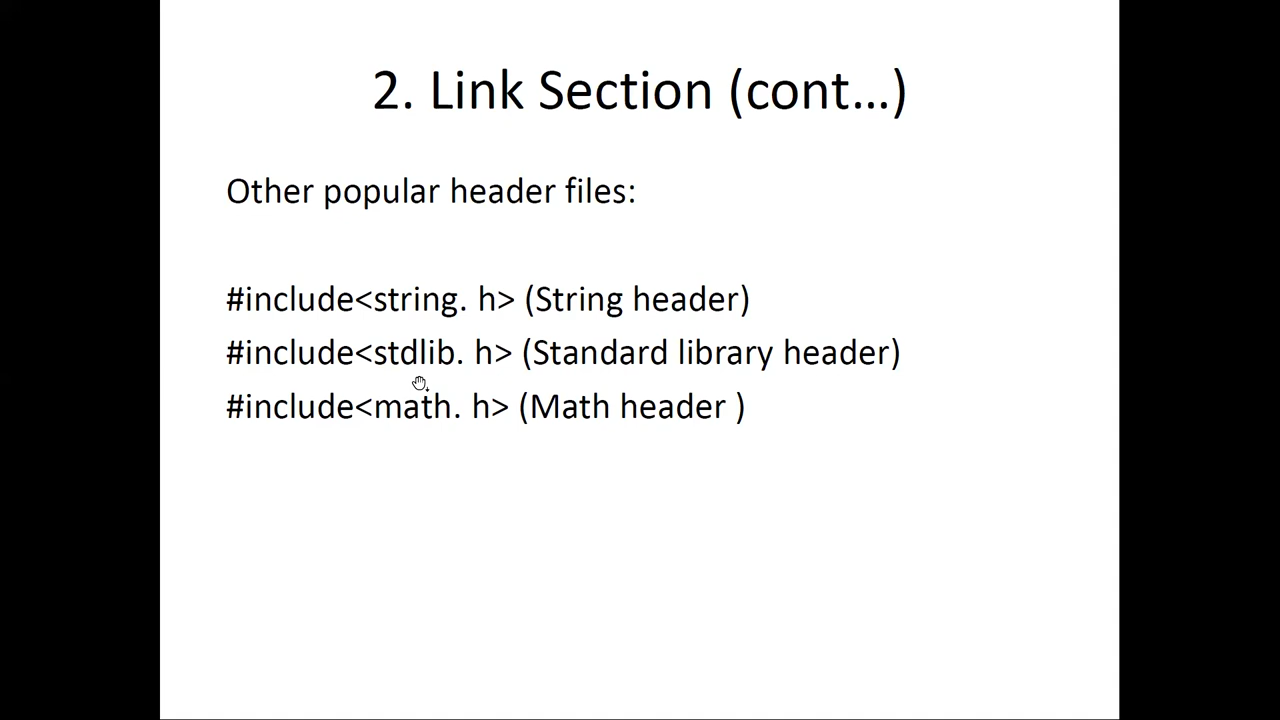 2. Link Section (cont...)
Other popular header files:
#include<string. h> (String header)
#include<stdlib. h> (Standard library header)
#include<math. h> (Math header )